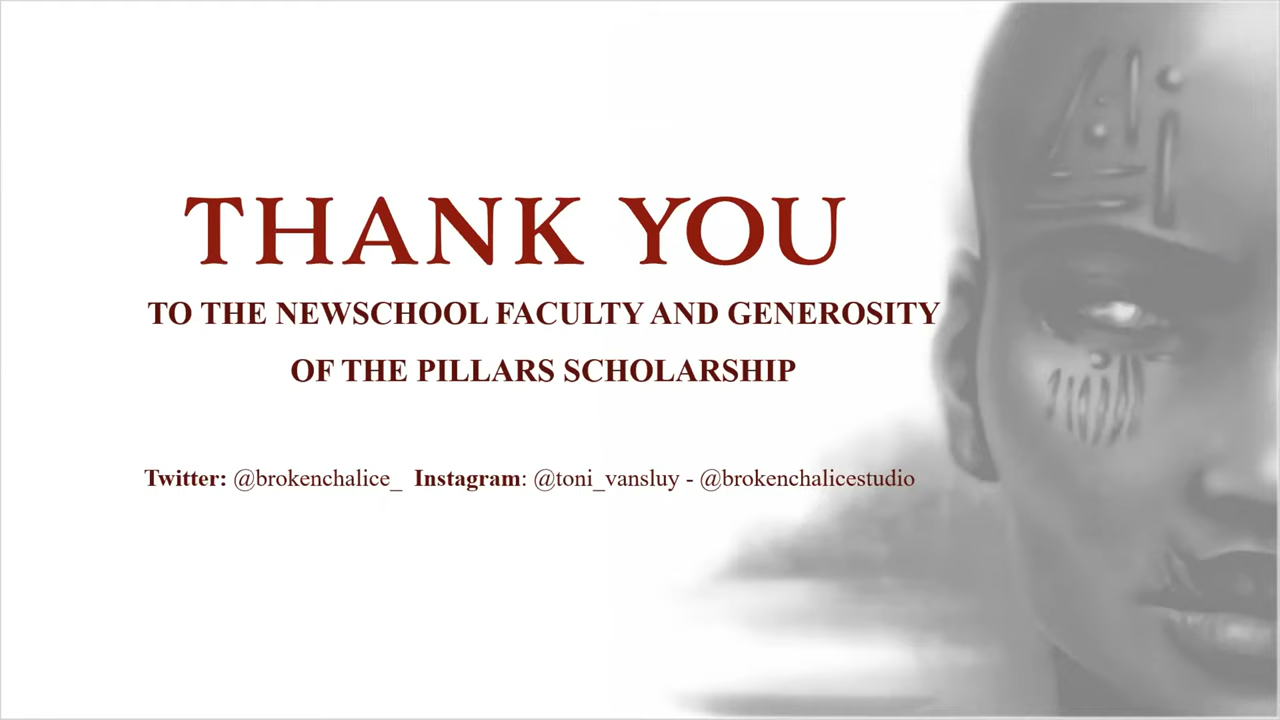 THANK YOU
TO THE NEWSCHOOL FACULTY AND GENEROSITY
OF THE PILLARS SCHOLARSHIP
Twitter: @brokenchalice_ Instagram: @toni_vansluy - @brokenchalicestudio